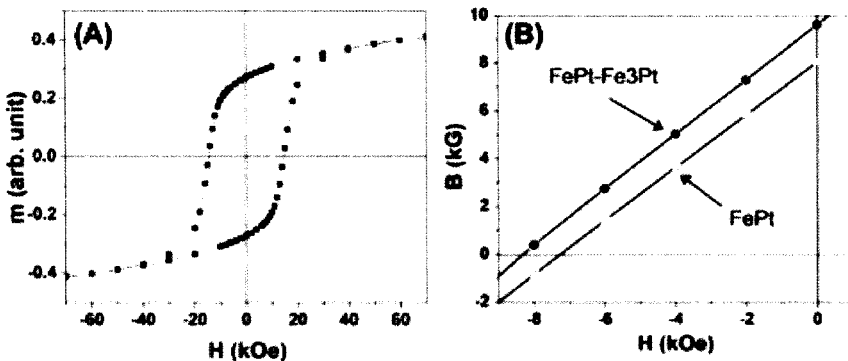 (A)
m (arb. unit)
0.4
0.2
0.0
-0.2
-0.4
-60 -40 -20 0 20 40 60
H (kOe)
(B)
B (kG)
10
8
6
4
2
0
-2
FePt-Fe3Pt
FePt
-8 -6 -4 -2 0
H (kOe)